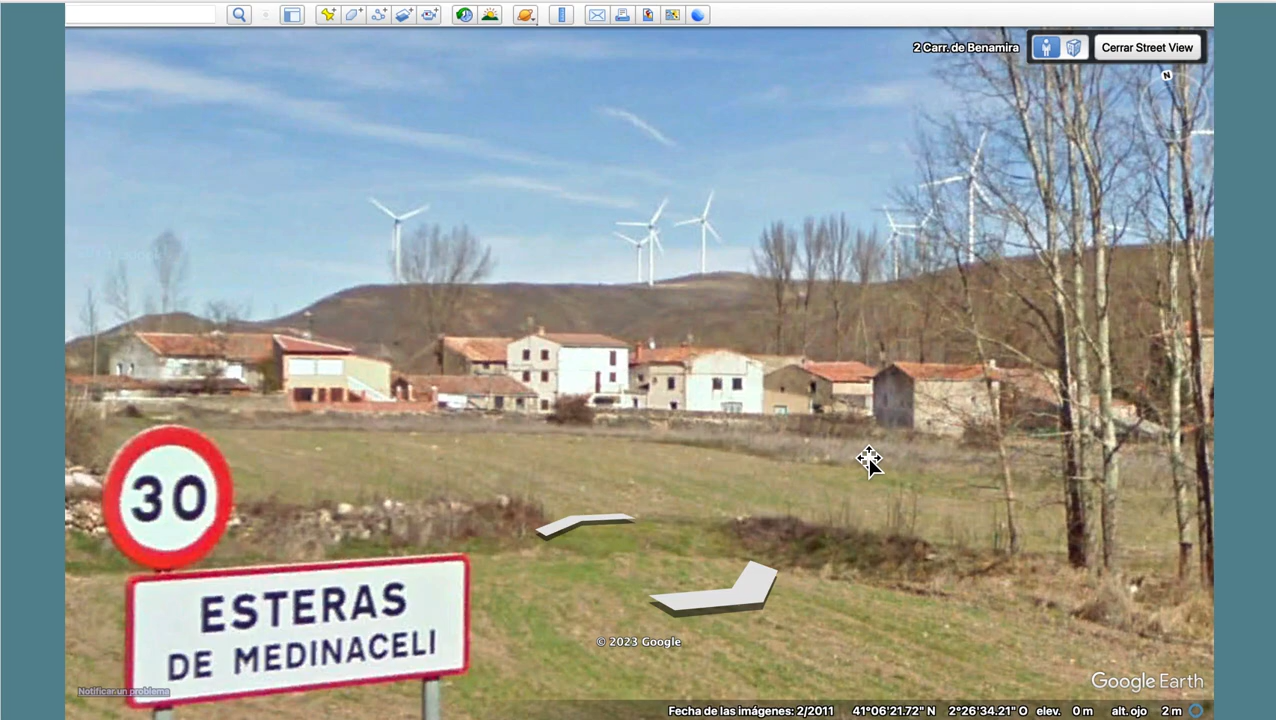 2 Carr. de Benamira
Cerrar Street View
N
30
ESTERAS
DE MEDINACELI
© 2023 Google
Google Earth
Notificar un problema
Fecha de las imágenes: 2/2011 41°06'21.72" N 2°26'34.21" O elev. 0 m alt. ojo 2 m